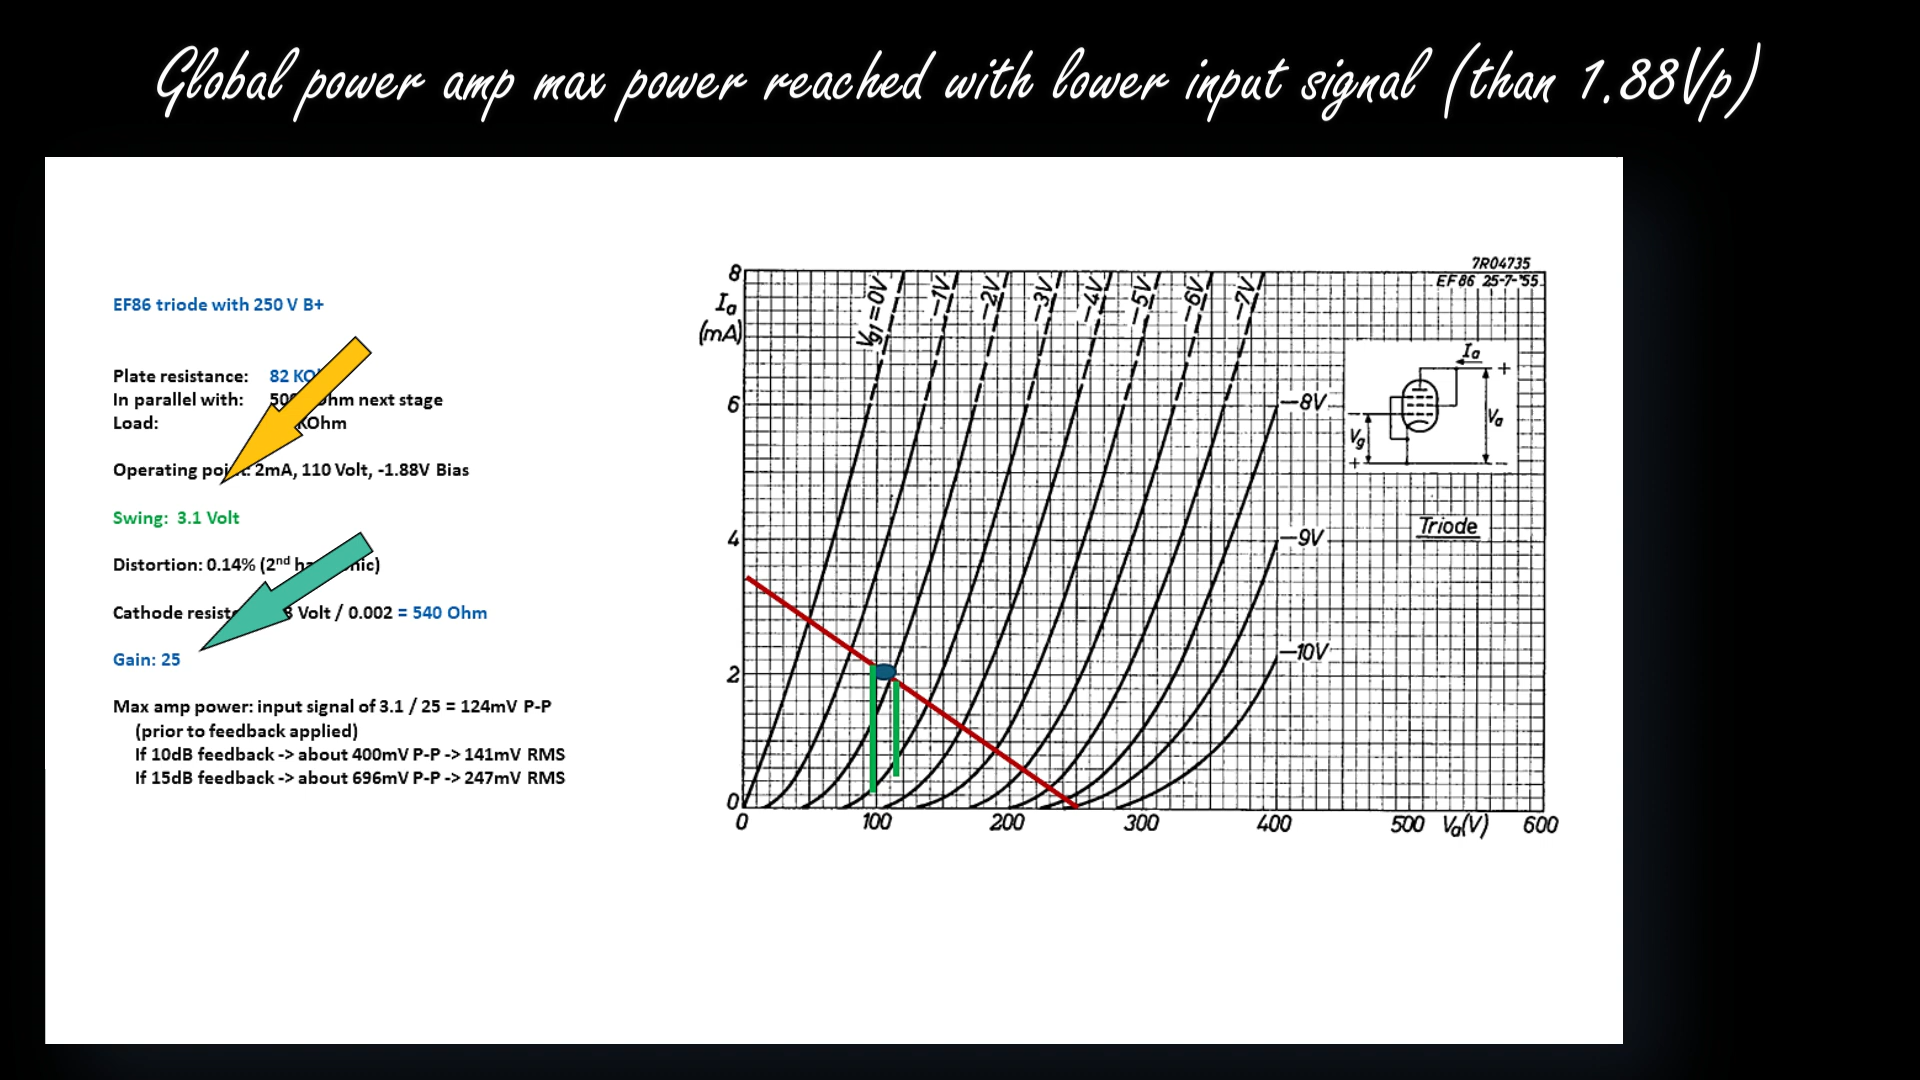 Global power amp max power reached with lower input signal (than 1.88Vp)
EF86 triode with 250 V B+
Plate resistance: 82
In parallel with: next stage
Load: KOhm
Operating 2mA, 110 Volt, -1.88V Bias
Swing: 3.1 Volt
Distortion: 0.14% (2nd
Cathode Volt / 0.002 = 540 Ohm
Gain: 25
Max amp power: input signal of 3.1 / 25 = 124mV P-P
(prior to feedback applied)
If 10dB feedback -> about 400mV P-P -> 141mV RMS
If 15dB feedback -> about 696mV P-P -> 247mV RMS
7R04735
EF86 25-7-'55
8
Ia
(mA)
6
4
2
0
Vg1=0V
-1V
-2V
-3V
-4V
-5V
-6V
-7V
-8V
-9V
-10V
Ia
+
Va
Vg
+
-
Triode
0 100 200 300 400 500 Va(V) 600